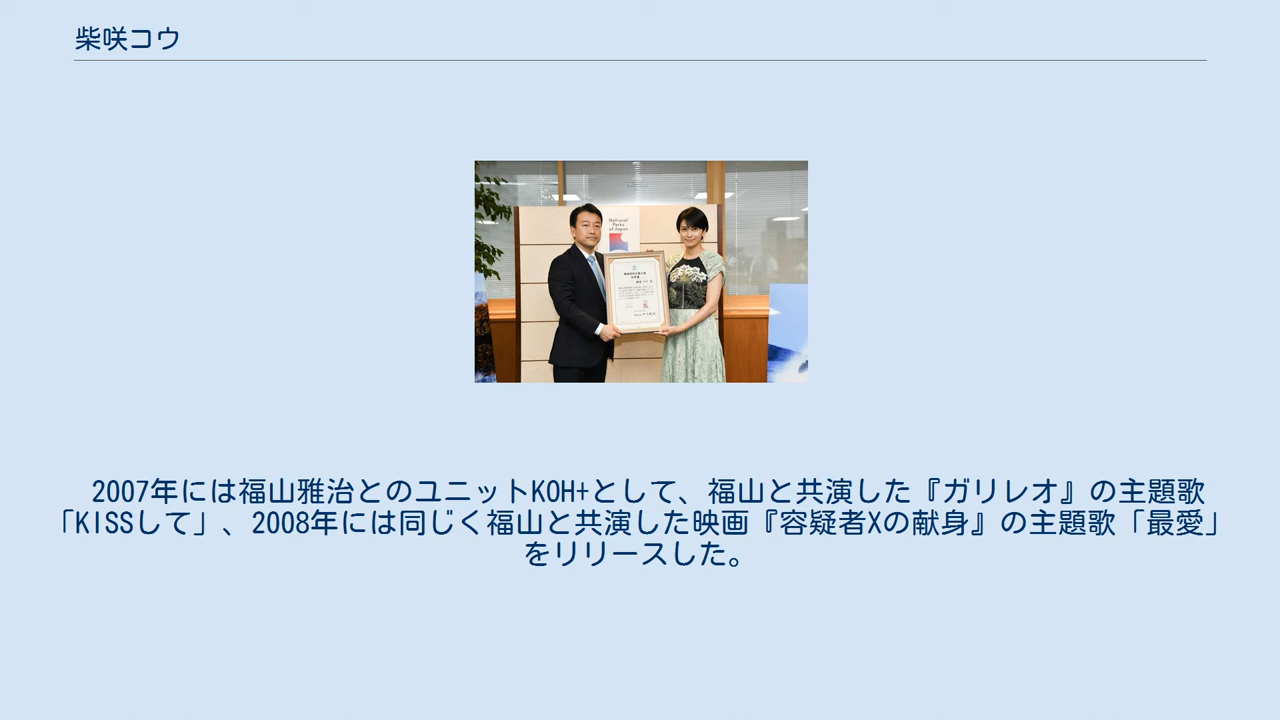 柴咲コウ
National
Parks
of Japan
2007年には福山雅治とのユニットKOH+として、福山と共演した『ガリレオ』の主題歌
「KISSして」、2008年には同じく福山と共演した映画『容疑者Xの献身』の主題歌「最愛」
をリリースした。